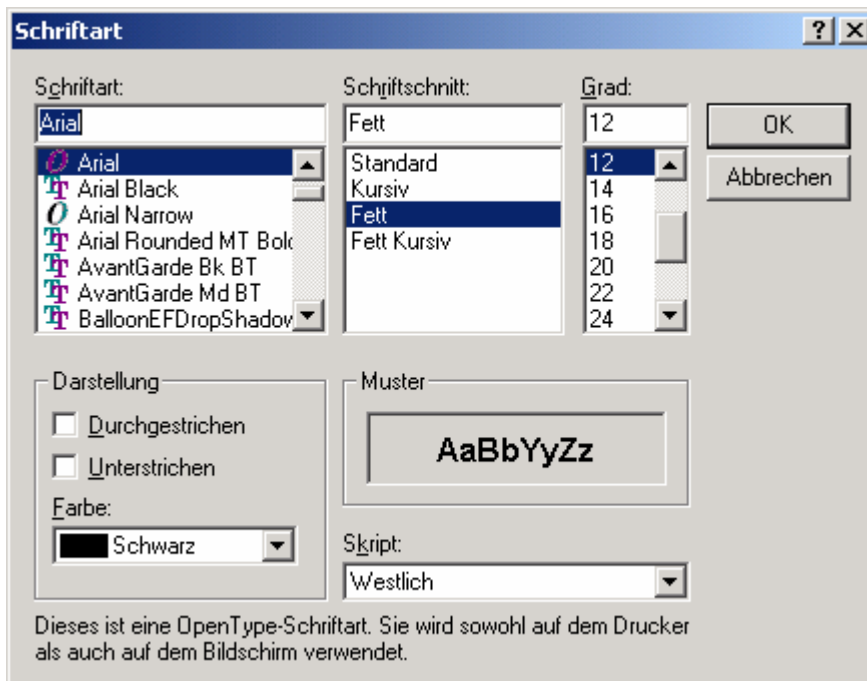 Schriftart
Schriftart:
Arial
Arial
Arial Black
Arial Narrow
Arial Rounded MT Bold
AvantGarde Bk BT
AvantGarde Md BT
BalloonEFDropShadow
Schriftschnitt:
Fett
Standard
Kursiv
Fett
Fett Kursiv
Grad:
12
12
14
16
18
20
22
24
OK
Abbrechen
Darstellung
Durchgestrichen
Unterstrichen
Farbe:
Schwarz
Muster
AaBbYyZz
Skript:
Westlich
Dieses ist eine OpenType-Schriftart. Sie wird sowohl auf dem Drucker
als auch auf dem Bildschirm verwendet.